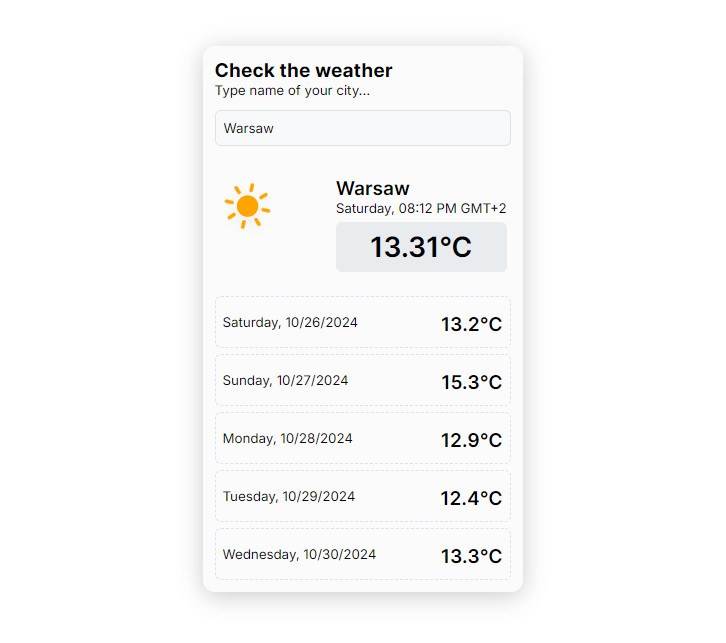 Check the weather
Type name of your city...
Warsaw
Warsaw
Saturday, 08:12 PM GMT+2
13.31°C
Saturday, 10/26/2024 13.2°C
Sunday, 10/27/2024 15.3°C
Monday, 10/28/2024 12.9°C
Tuesday, 10/29/2024 12.4°C
Wednesday, 10/30/2024 13.3°C